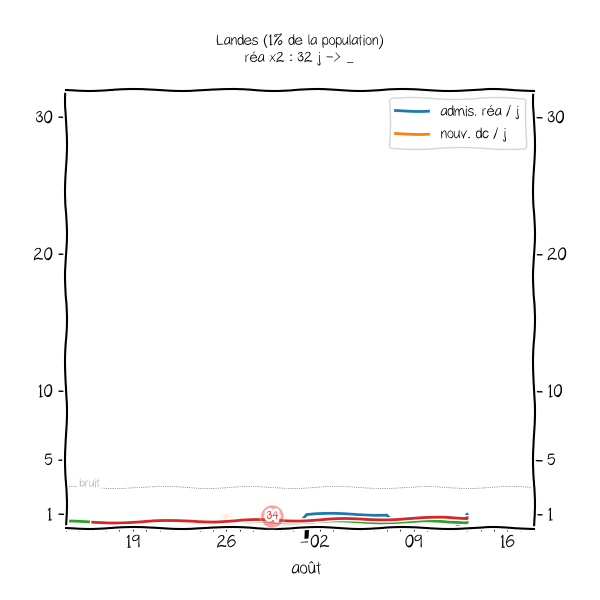 Landes (1% de la population)
réa x2 : 32 j -> _
admis. réa / j
nouv. dc / j
30 30
20 20
10 10
5 5
bruit
1 34 1
19 26 02 09 16
août